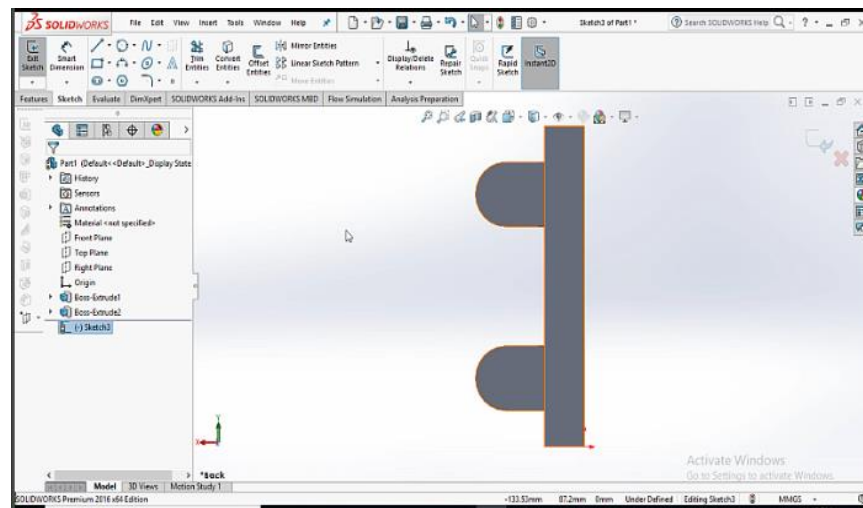 SOLIDWORKS File Edit View Insert Tools Window Help Sketch3 of Part1 * Search SOLIDWORKS Help
Exit Sketch Smart Dimension Trim Entities Convert Entities Offset Entities Mirror Entities Linear Sketch Pattern Move Entities Display/Delete Relations Repair Sketch Quick Snaps Rapid Sketch Instant2D
Features Sketch Evaluate DimXpert SOLIDWORKS Add-Ins SOLIDWORKS MBD Flow Simulation Analysis Preparation
Part1 (Default<<Default>_Display State
History
Sensors
Annotations
Material <not specified>
Front Plane
Top Plane
Right Plane
Origin
Boss-Extrude1
Boss-Extrude2
(-) Sketch3
Y
X
*Back
Activate Windows
Go to Settings to activate Windows.
Model 3D Views Motion Study 1
SOLIDWORKS Premium 2016 x64 Edition -133.53mm 87.2mm 0mm Under Defined Editing Sketch3 MMGS